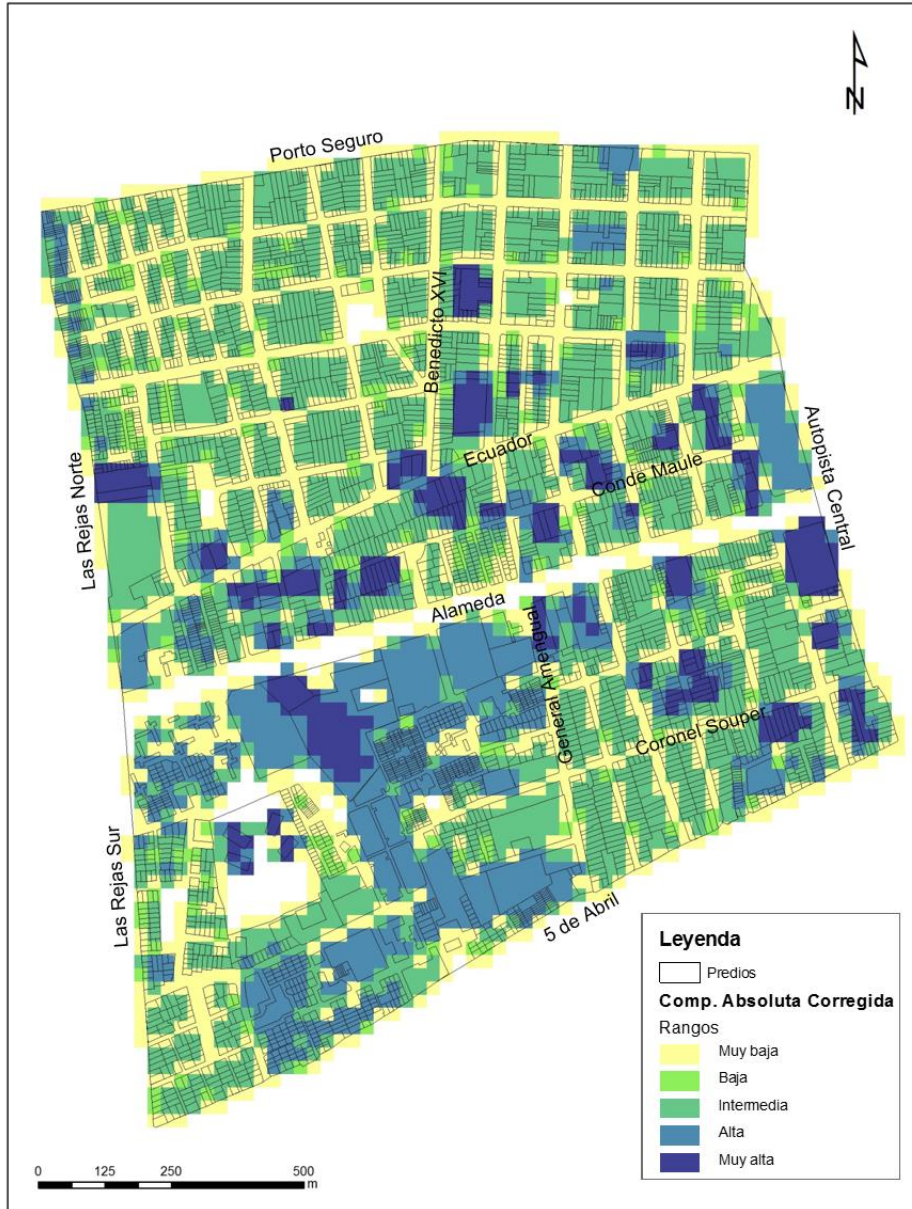 N
Porto Seguro
Benedicto XVI
Ecuador
Conde Maule
Autopista Central
Las Rejas Norte
Alameda
General Amengual
Coronel Souper
Las Rejas Sur
5 de Abril
Leyenda
Predios
Comp. Absoluta Corregida
Rangos
Muy baja
Baja
Intermedia
Alta
Muy alta
0 125 250 500
m